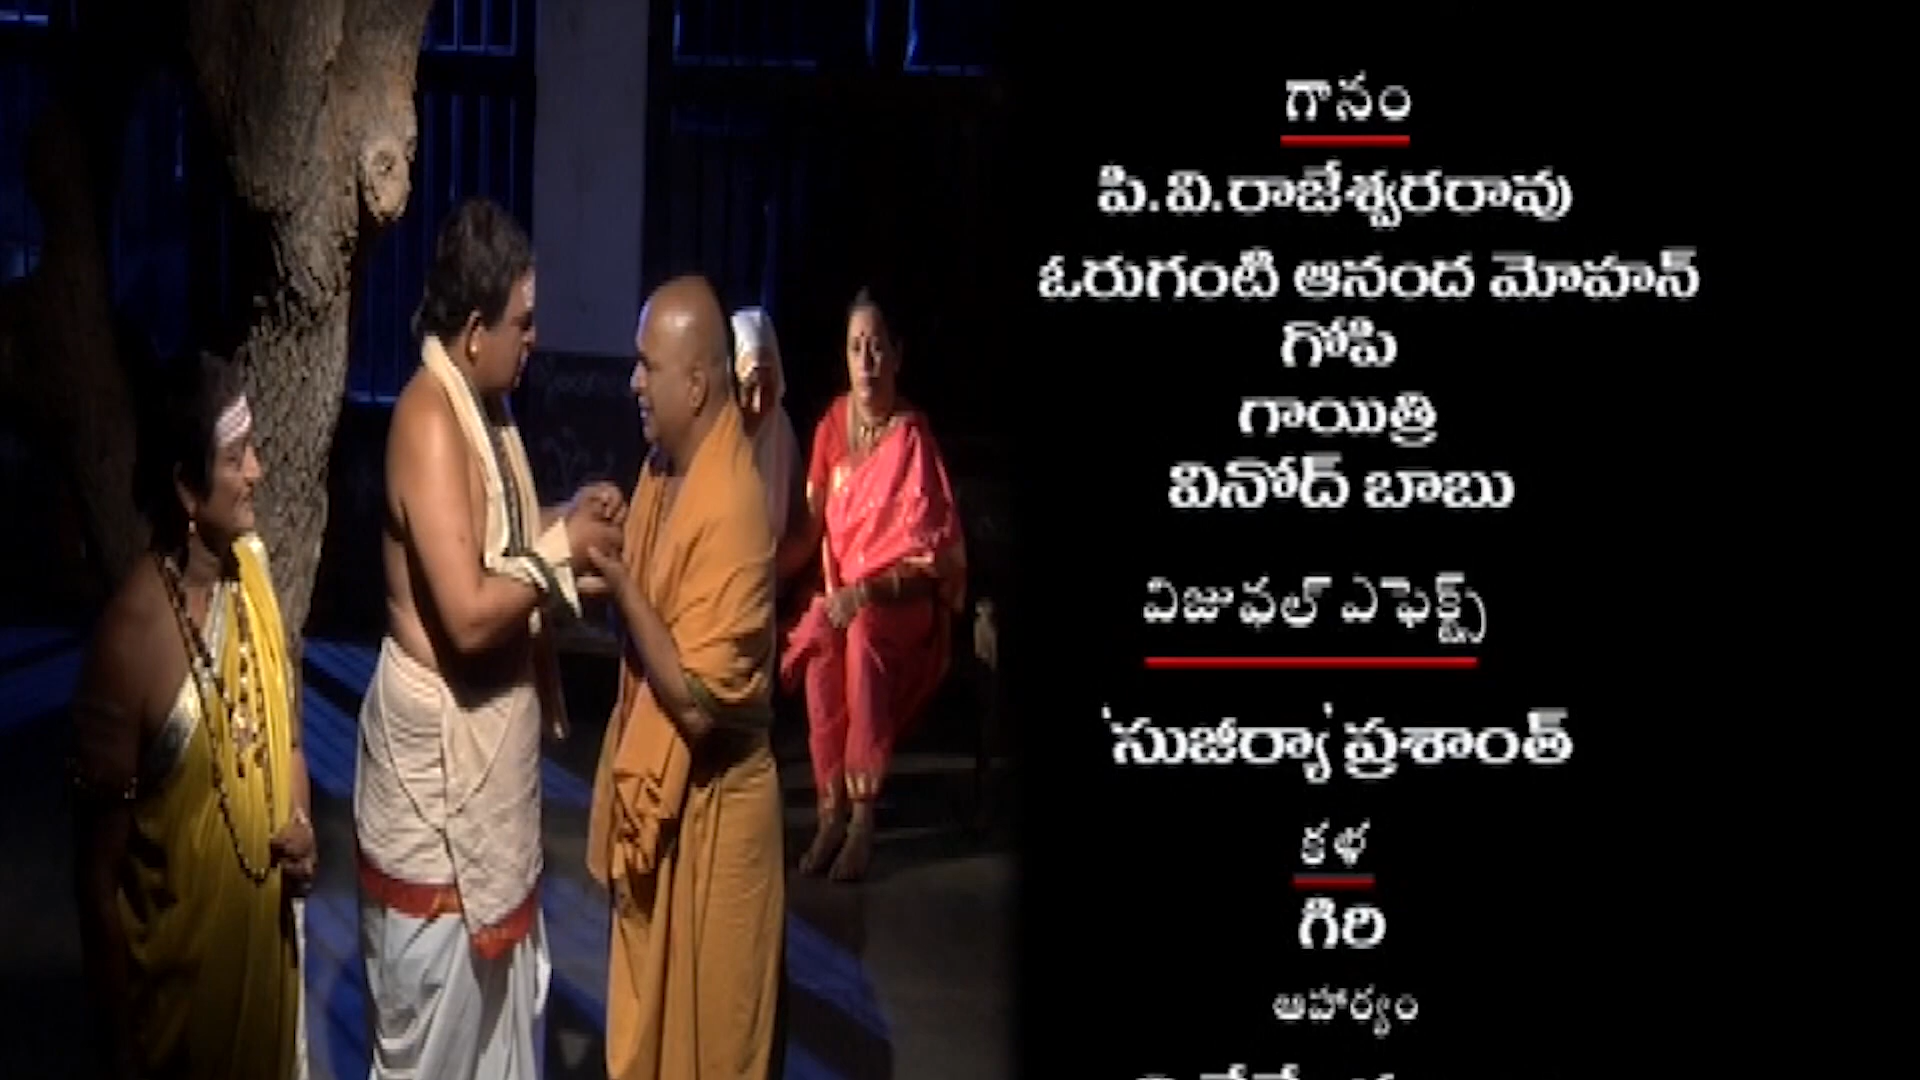 గానం
పి.వి.రాజేశ్వరరావు
ఓరుగంటి ఆనంద మోహన్
గోపి
గాయిత్రి
వినోద్ బాబు
విజువల్ ఎఫెక్ట్స్
'సుజీర్యా' ప్రశాంత్
కళ
గిరి
ఆహార్యం